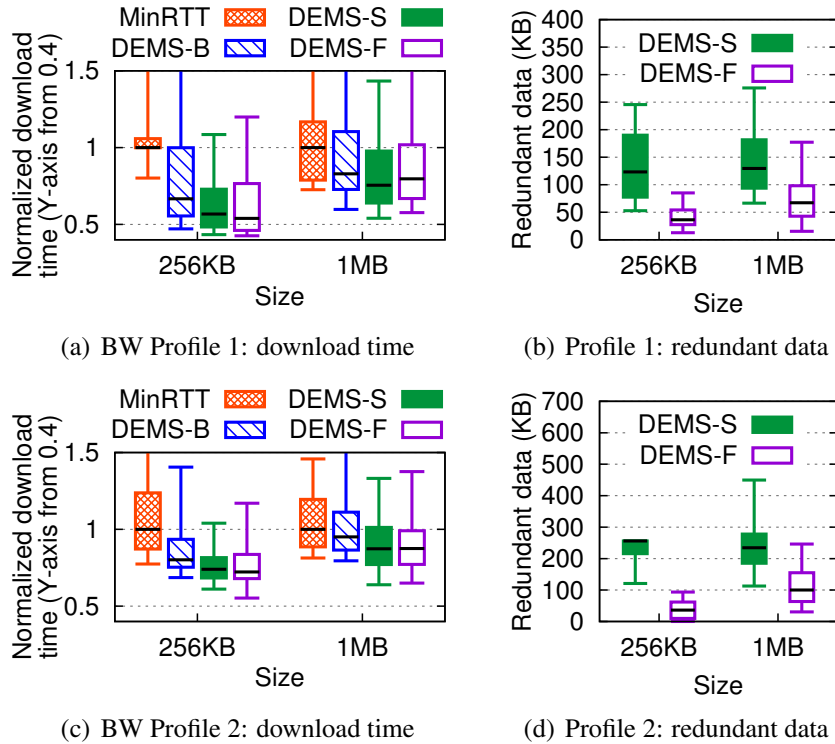 MinRTT DEMS-S
DEMS-B DEMS-F
Normalized download
time (Y-axis from 0.4)
1.5
1
0.5
256KB 1MB
Size
(a) BW Profile 1: download time
Redundant data (KB)
400
350
300
250
200
150
100
50
0
DEMS-S
DEMS-F
256KB 1MB
Size
(b) Profile 1: redundant data
MinRTT DEMS-S
DEMS-B DEMS-F
Normalized download
time (Y-axis from 0.4)
1.5
1
0.5
256KB 1MB
Size
(c) BW Profile 2: download time
Redundant data (KB)
700
600
500
400
300
200
100
0
DEMS-S
DEMS-F
256KB 1MB
Size
(d) Profile 2: redundant data